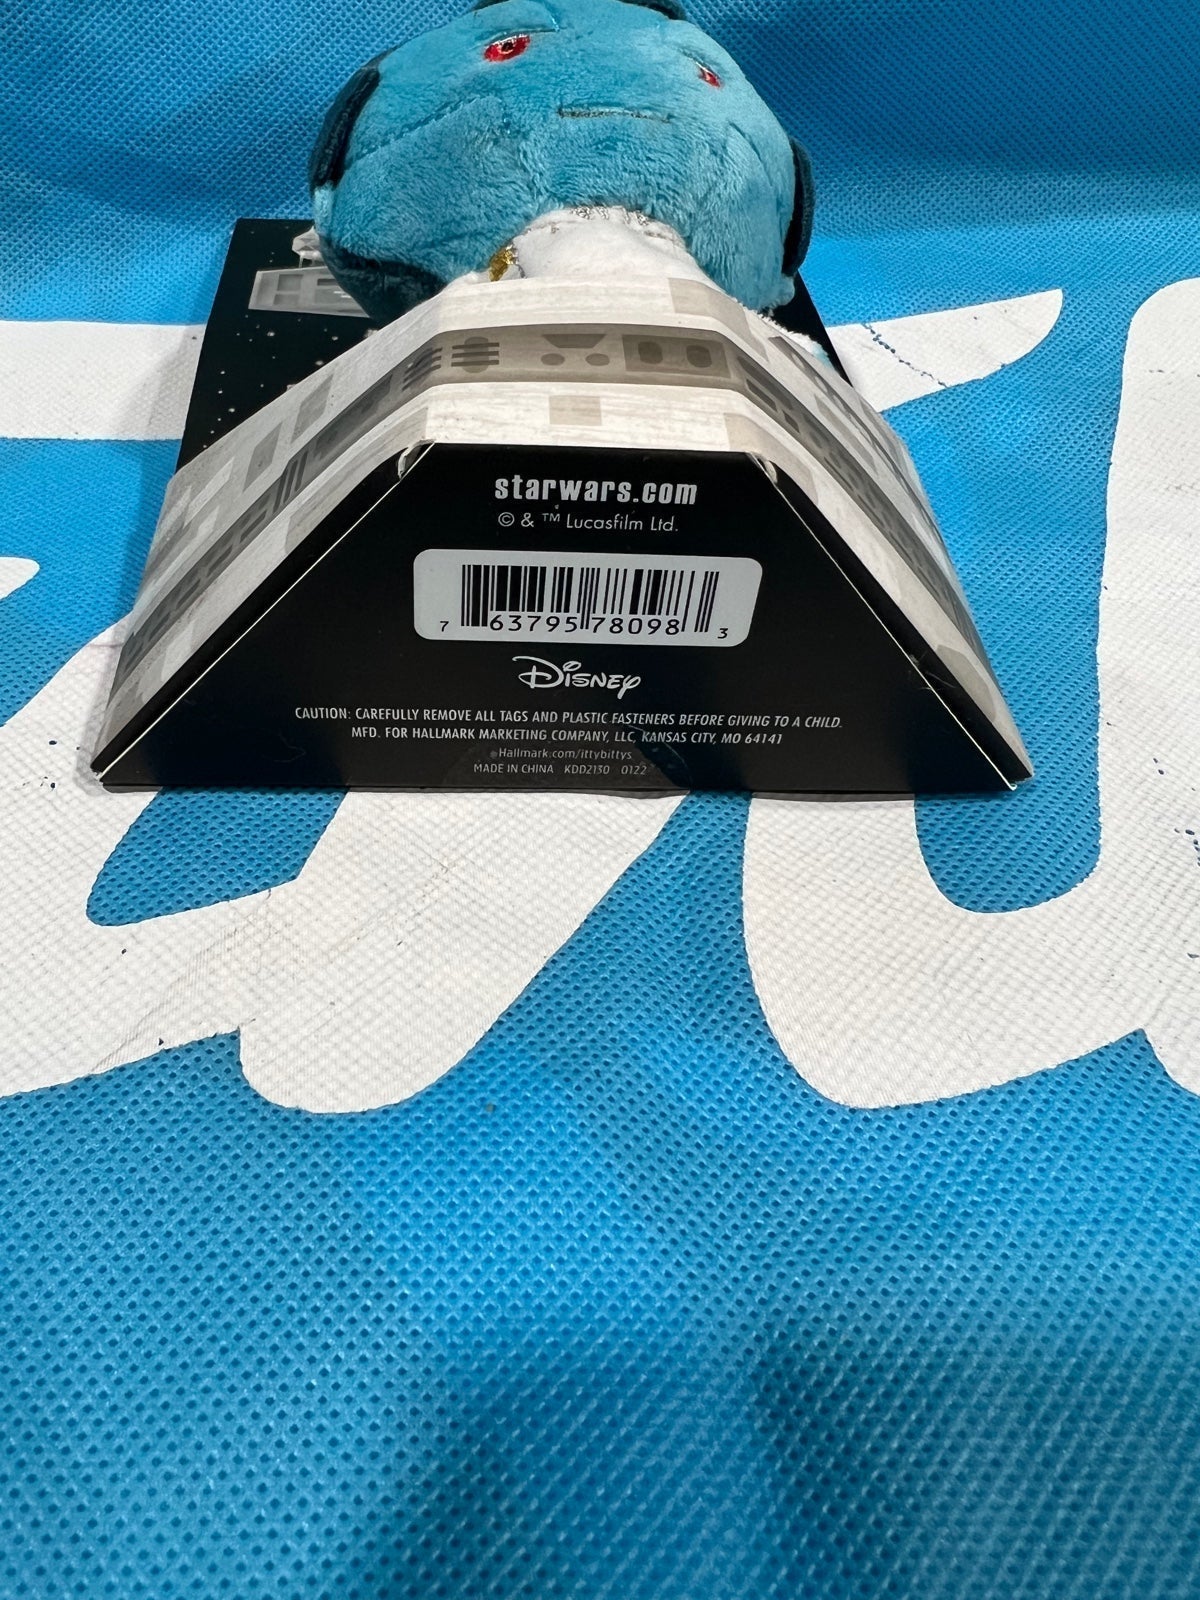 starwars.com
© & ™ Lucasfilm Ltd.
7 63795 78098 3
Disney
CAUTION: CAREFULLY REMOVE ALL TAGS AND PLASTIC FASTENERS BEFORE GIVING TO A CHILD.
MFD. FOR HALLMARK MARKETING COMPANY, LLC, KANSAS CITY, MO 64141
Hallmark.com/ittybittys
MADE IN CHINA KDD2130 0122